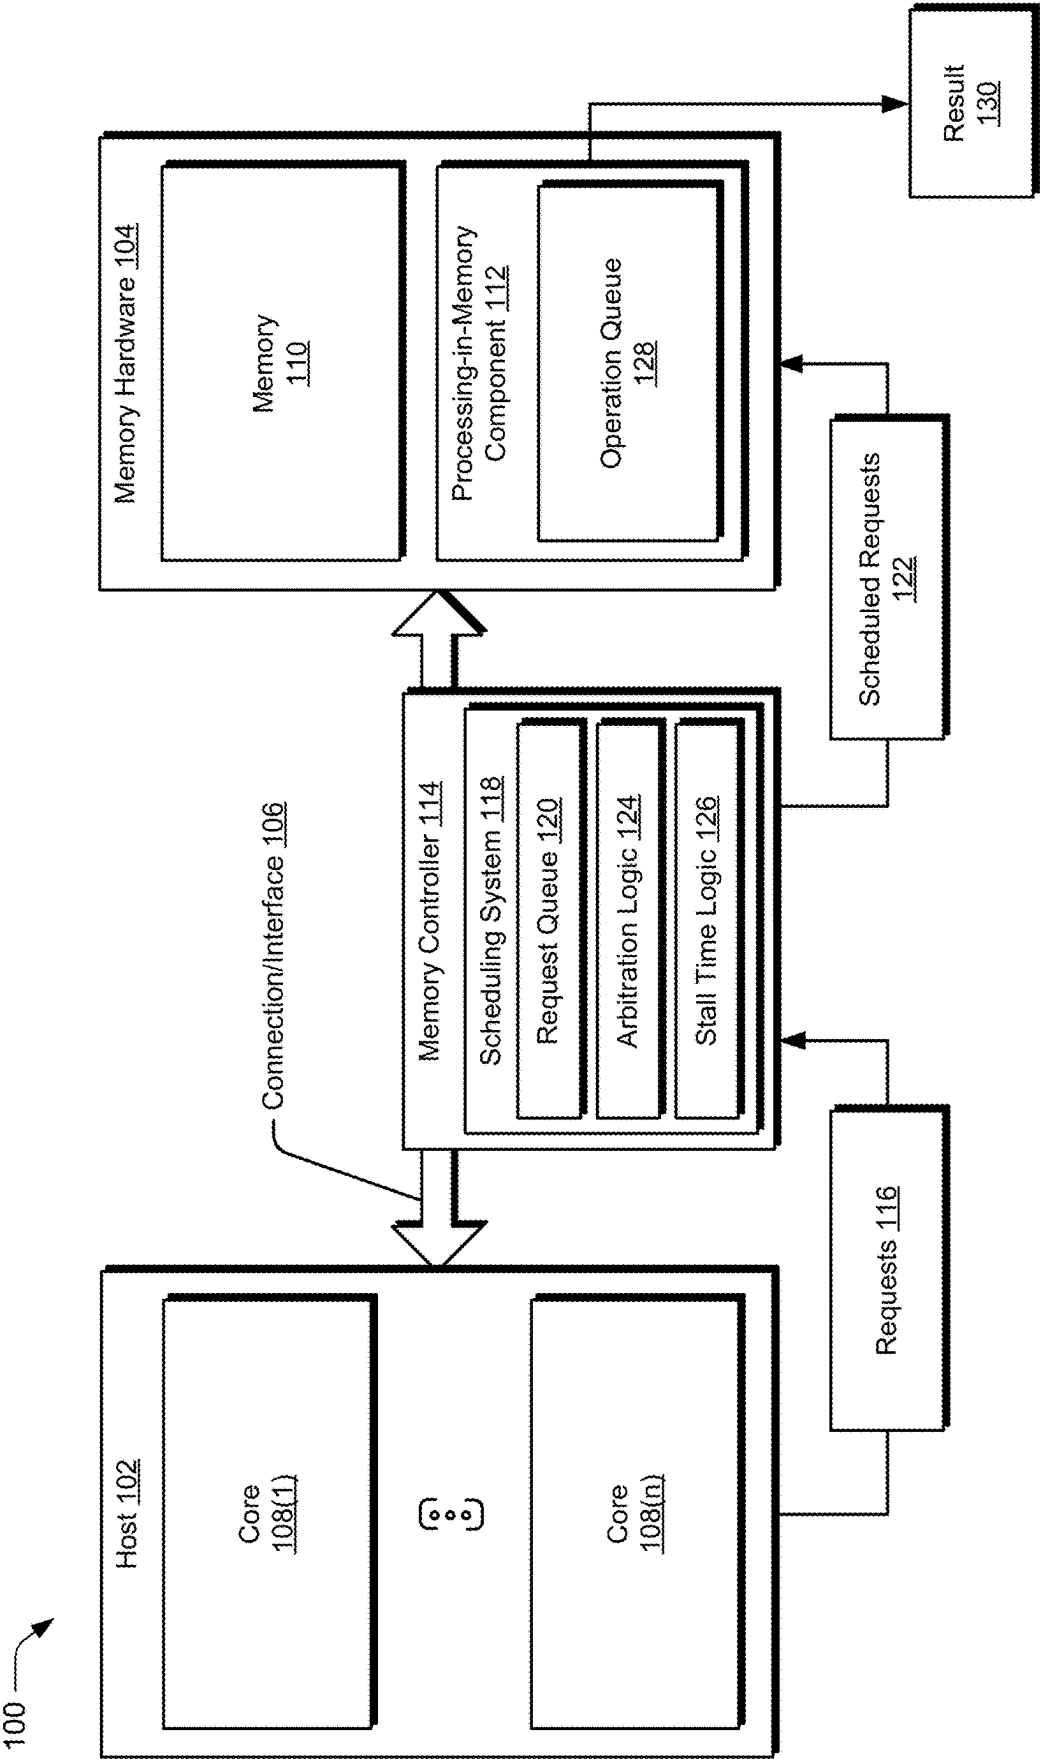 100
Host 102
Core
108(1)
Core
108(n)
Connection/Interface 106
Memory Controller 114
Scheduling System 118
Request Queue 120
Arbitration Logic 124
Stall Time Logic 126
Memory Hardware 104
Memory
110
Processing-in-Memory
Component 112
Operation Queue
128
Requests 116
Scheduled Requests
122
Result
130